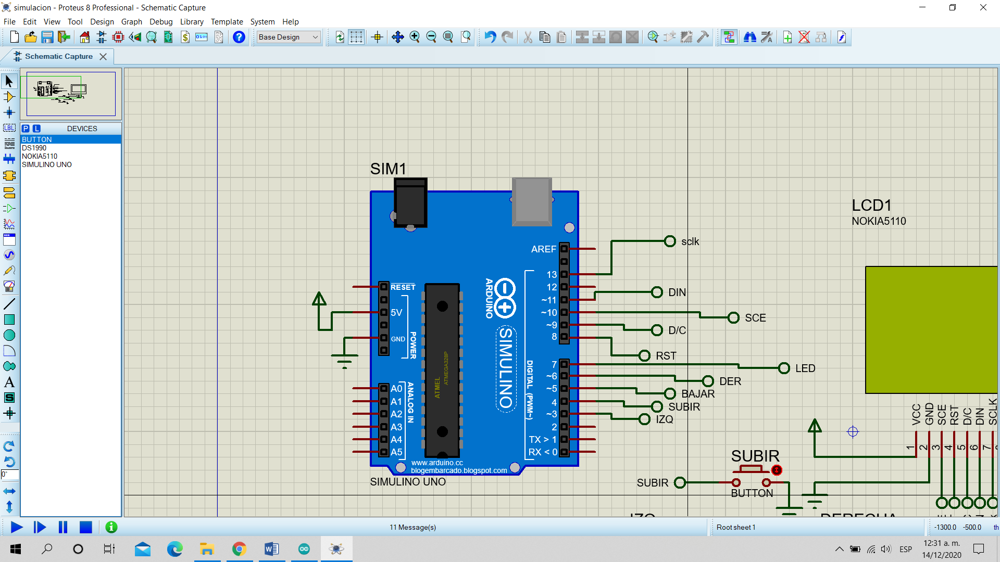 simulacion - Proteus 8 Professional - Schematic Capture
File Edit View Tool Design Graph Debug Library Template System Help
Base Design
Schematic Capture
P L DEVICES
BUTTON
DS1990
NOKIA5110
SIMULINO UNO
LBL
A
S
0°
SIM1
AREF
13
12
~11
~10
~9
8
7
~6
~5
4
~3
2
TX > 1
RX < 0
RESET
5V
GND
POWER
A0
A1
A2
A3
A4
A5
ANALOG IN
ATMEL
ATMEGA328P
ARDUINO
SIMULINO
DIGITAL (PWM~)
www.arduino.cc
blogembarcado.blogspot.com
SIMULINO UNO
sclk
DIN
SCE
D/C
RST
LED
DER
BAJAR
SUBIR
IZQ
LCD1
NOKIA5110
VCC
GND
SCE
RST
D/C
DIN
SCLK
1
2
3
4
5
6
7
SUBIR
SUBIR
BUTTON
IZQ
DERECHA
11 Message(s)
Root sheet 1
-1300.0 -500.0 th
ESP
12:31 a. m.
14/12/2020